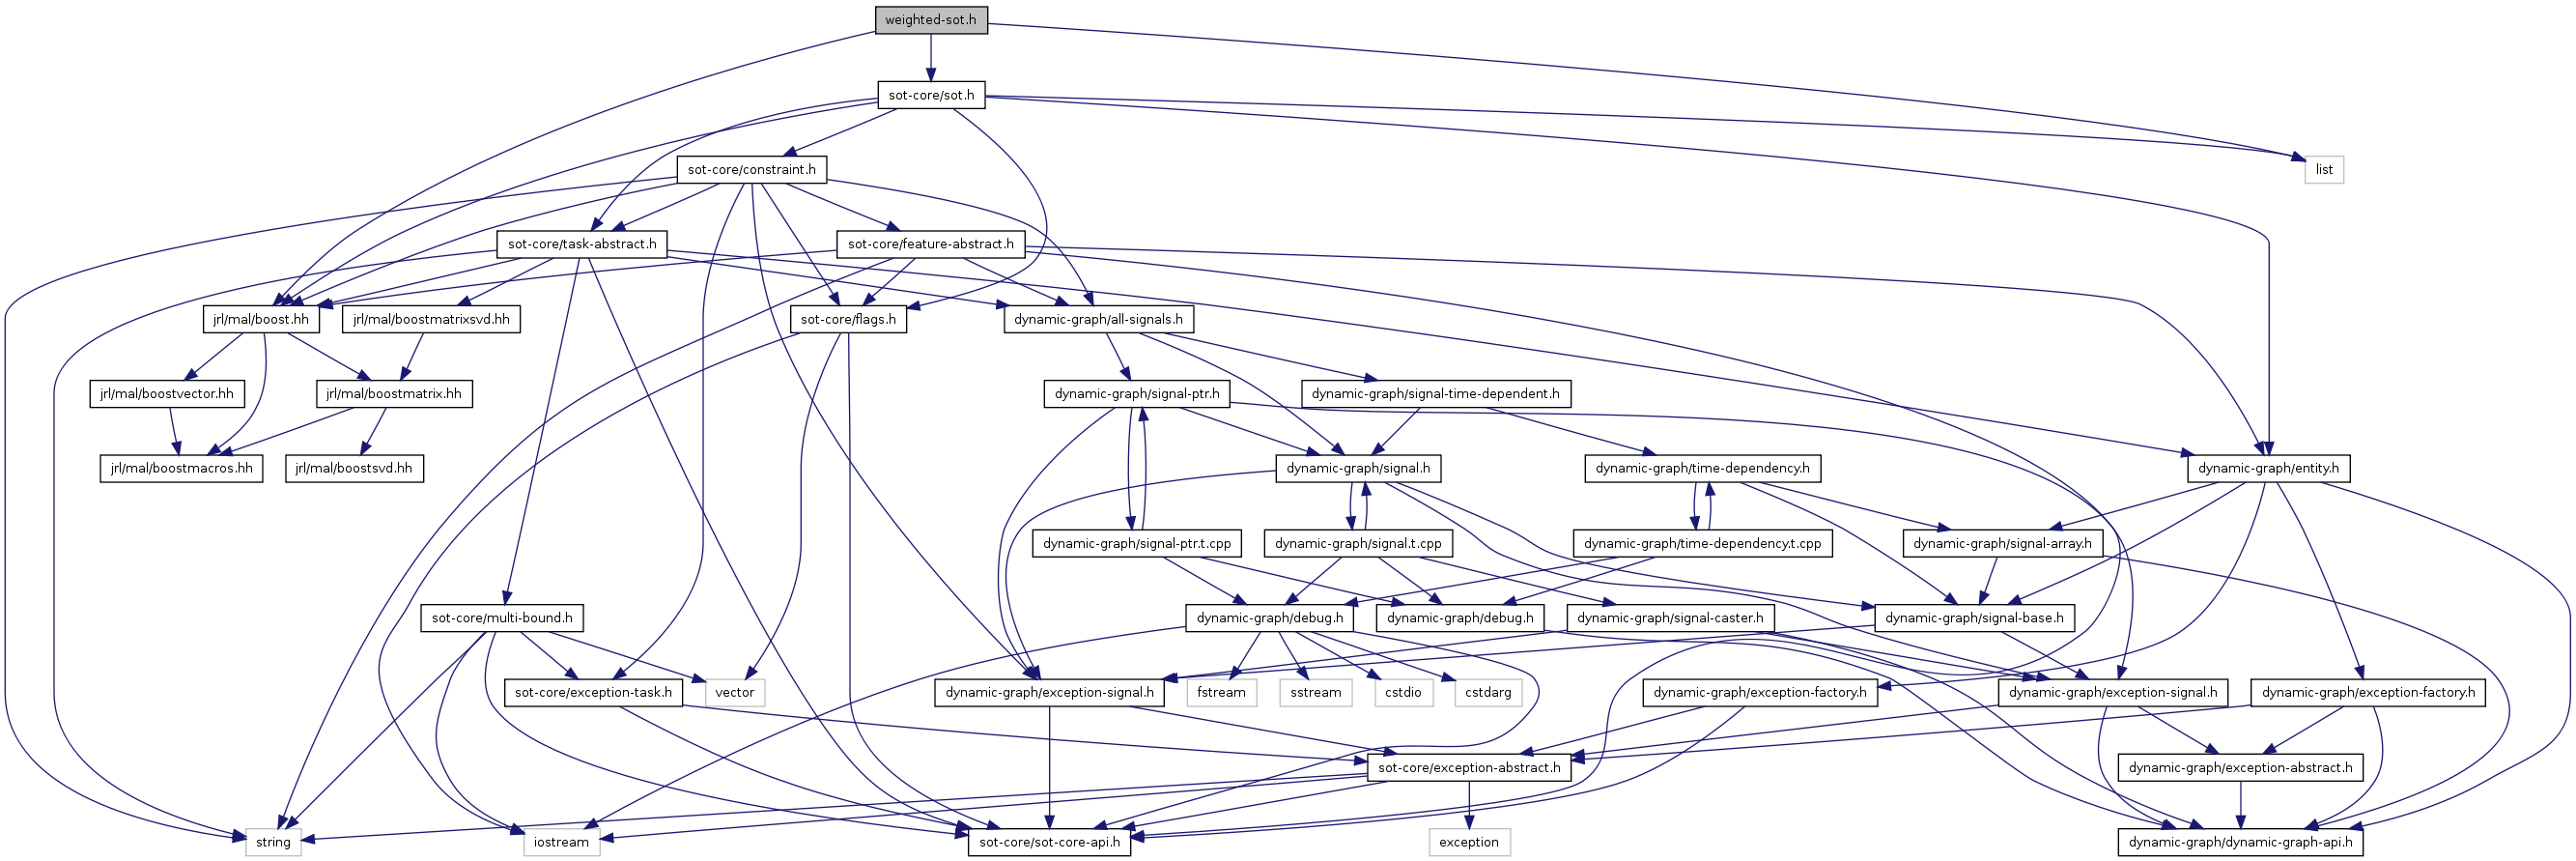 weighted-sot.h
sot-core/sot.h
sot-core/constraint.h
list
sot-core/task-abstract.h
sot-core/feature-abstract.h
jrl/mal/boost.hh
jrl/mal/boostmatrixsvd.hh
sot-core/flags.h
dynamic-graph/all-signals.h
jrl/mal/boostvector.hh
jrl/mal/boostmatrix.hh
dynamic-graph/signal-ptr.h
dynamic-graph/signal-time-dependent.h
jrl/mal/boostmacros.hh
jrl/mal/boostsvd.hh
dynamic-graph/signal.h
dynamic-graph/time-dependency.h
dynamic-graph/entity.h
dynamic-graph/signal-ptr.t.cpp
dynamic-graph/signal.t.cpp
dynamic-graph/time-dependency.t.cpp
dynamic-graph/signal-array.h
sot-core/multi-bound.h
dynamic-graph/debug.h
dynamic-graph/debug.h
dynamic-graph/signal-caster.h
dynamic-graph/signal-base.h
sot-core/exception-task.h
vector
dynamic-graph/exception-signal.h
fstream
sstream
cstdio
cstdarg
dynamic-graph/exception-factory.h
dynamic-graph/exception-signal.h
dynamic-graph/exception-factory.h
sot-core/exception-abstract.h
dynamic-graph/exception-abstract.h
string
iostream
sot-core/sot-core-api.h
exception
dynamic-graph/dynamic-graph-api.h